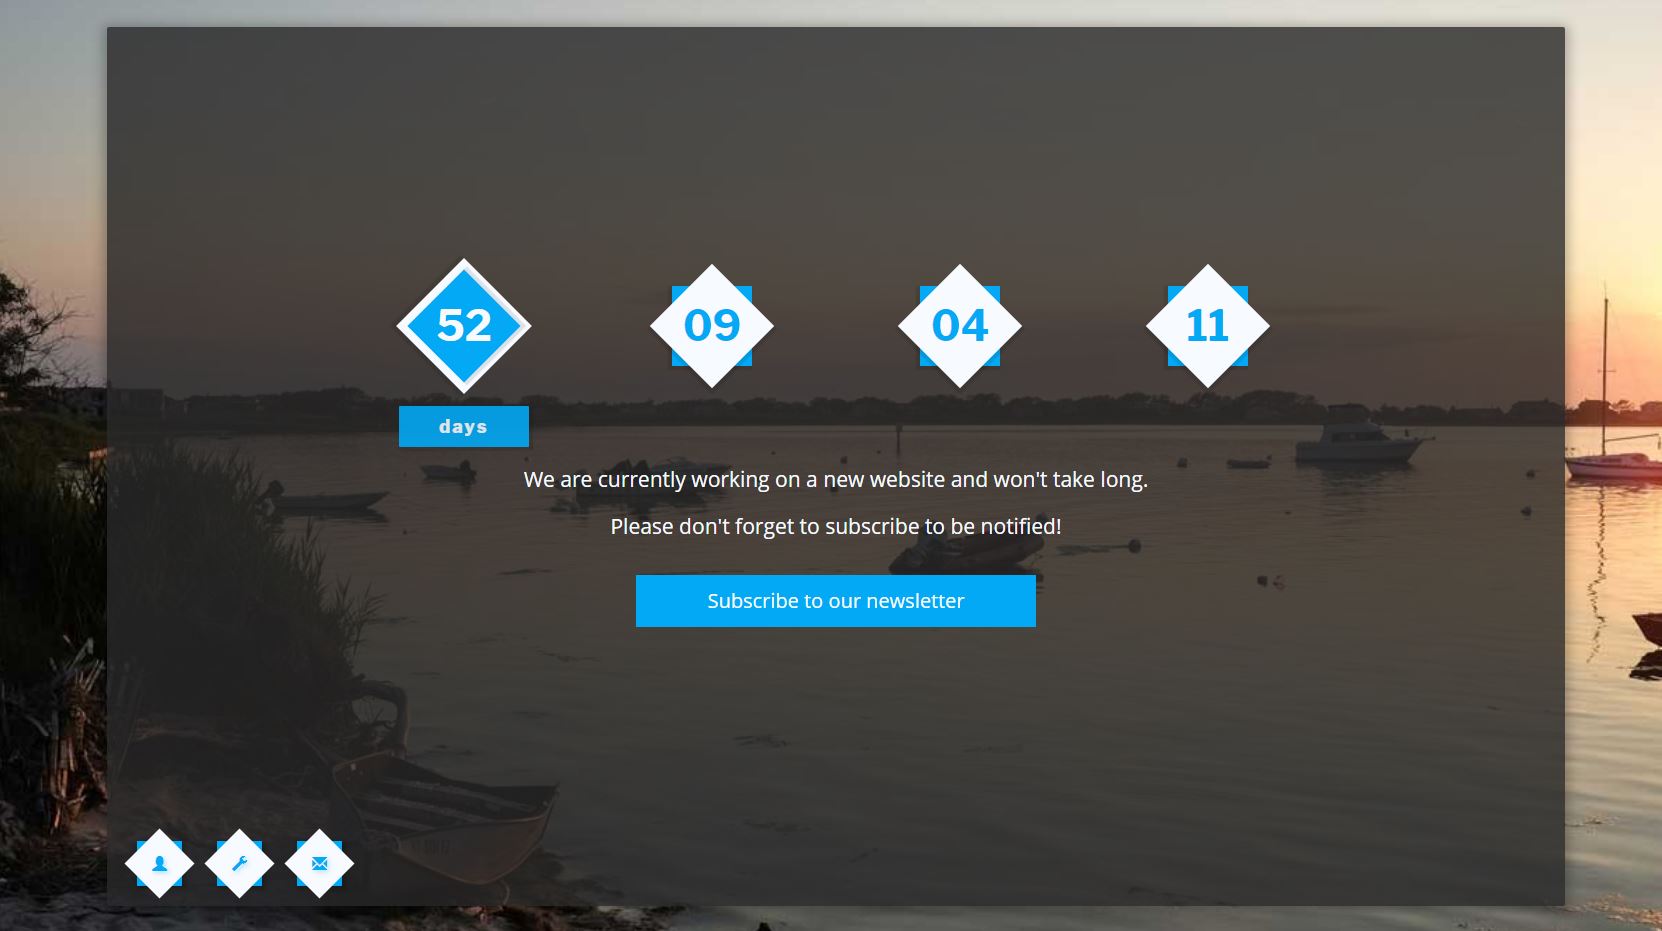 52
09
04
11
days
We are currently working on a new website and won't take long.
Please don't forget to subscribe to be notified!
Subscribe to our newsletter